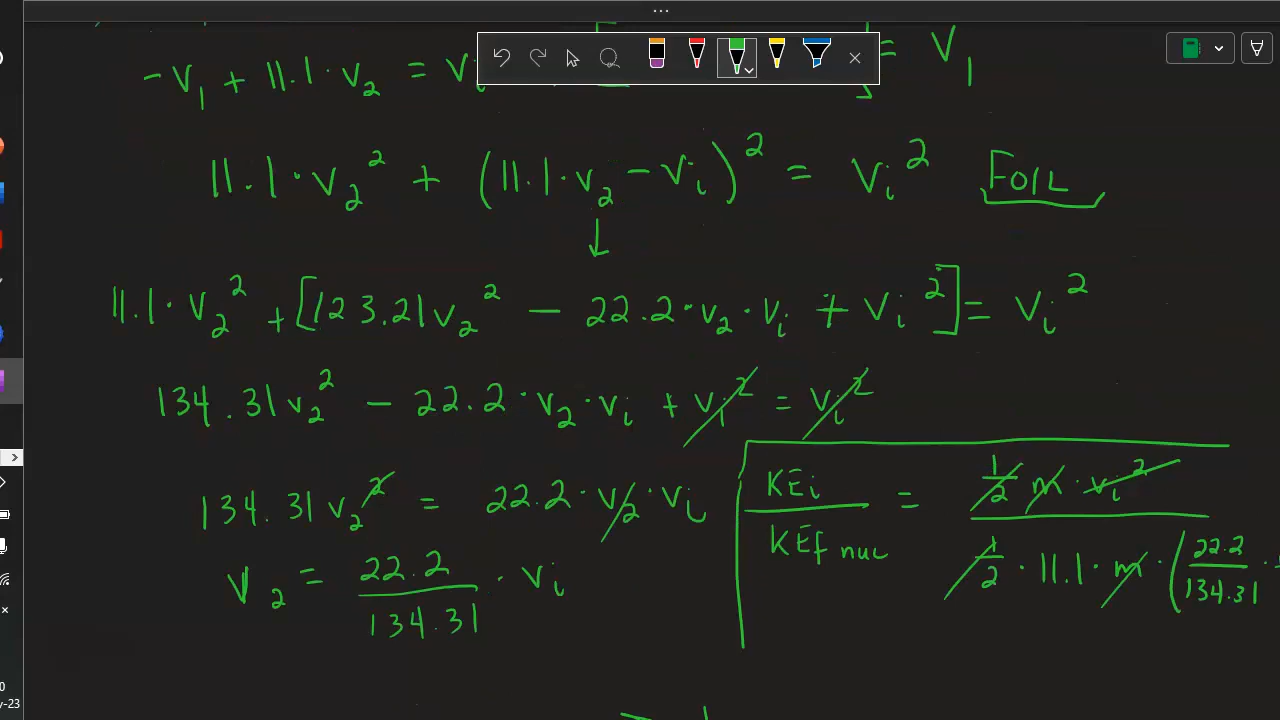 -v₁ + 11.1·v₂ = vᵢ = v₁
11.1·v₂² + (11.1·v₂ - vᵢ)² = vᵢ² FOIL
11.1·v₂² + [123.21v₂² - 22.2·v₂·vᵢ + vᵢ²] = vᵢ²
134.31v₂² - 22.2·v₂·vᵢ + vᵢ² = vᵢ²
134.31v₂² = 22.2·v₂·vᵢ
KEi / KEf nuc = 1/2 m·vᵢ² / 1/2·11.1·m·(22.2/134.31·
v₂ = 22.2/134.31 · vᵢ